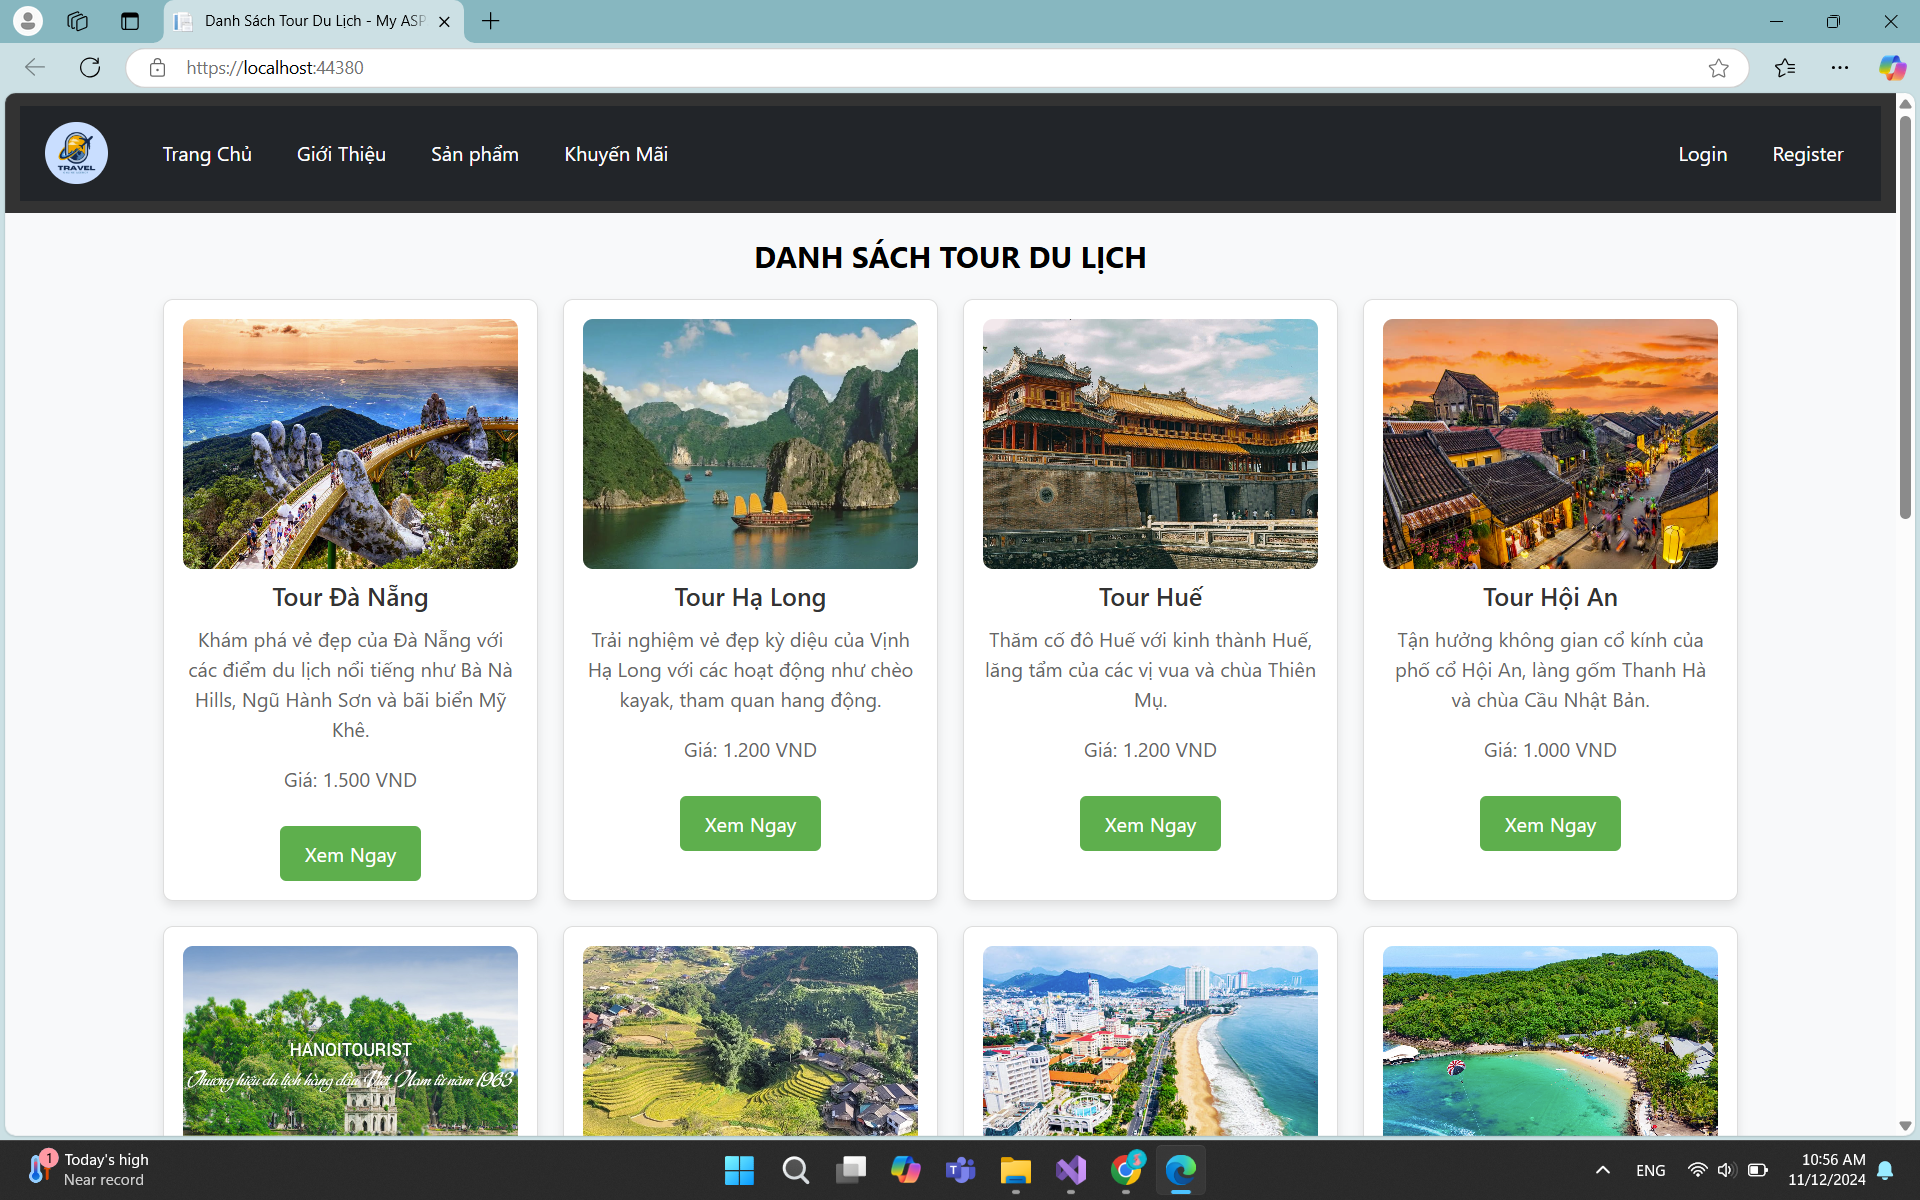 Danh Sách Tour Du Lịch - My ASP
https://localhost:44380
TRAVEL
Trang Chủ
Giới Thiệu
Sản phẩm
Khuyến Mãi
Login
Register
DANH SÁCH TOUR DU LỊCH
Tour Đà Nẵng
Khám phá vẻ đẹp của Đà Nẵng với
các điểm du lịch nổi tiếng như Bà Nà
Hills, Ngũ Hành Sơn và bãi biển Mỹ
Khê.
Giá: 1.500 VND
Xem Ngay
Tour Hạ Long
Trải nghiệm vẻ đẹp kỳ diệu của Vịnh
Hạ Long với các hoạt động như chèo
kayak, tham quan hang động.
Giá: 1.200 VND
Xem Ngay
Tour Huế
Thăm cố đô Huế với kinh thành Huế,
lăng tẩm của các vị vua và chùa Thiên
Mụ.
Giá: 1.200 VND
Xem Ngay
Tour Hội An
Tận hưởng không gian cổ kính của
phố cổ Hội An, làng gốm Thanh Hà
và chùa Cầu Nhật Bản.
Giá: 1.000 VND
Xem Ngay
HANOITOURIST
Thương hiệu du lịch hàng đầu Việt Nam từ năm 1963
1
Today's high
Near record
ENG
10:56 AM
11/12/2024